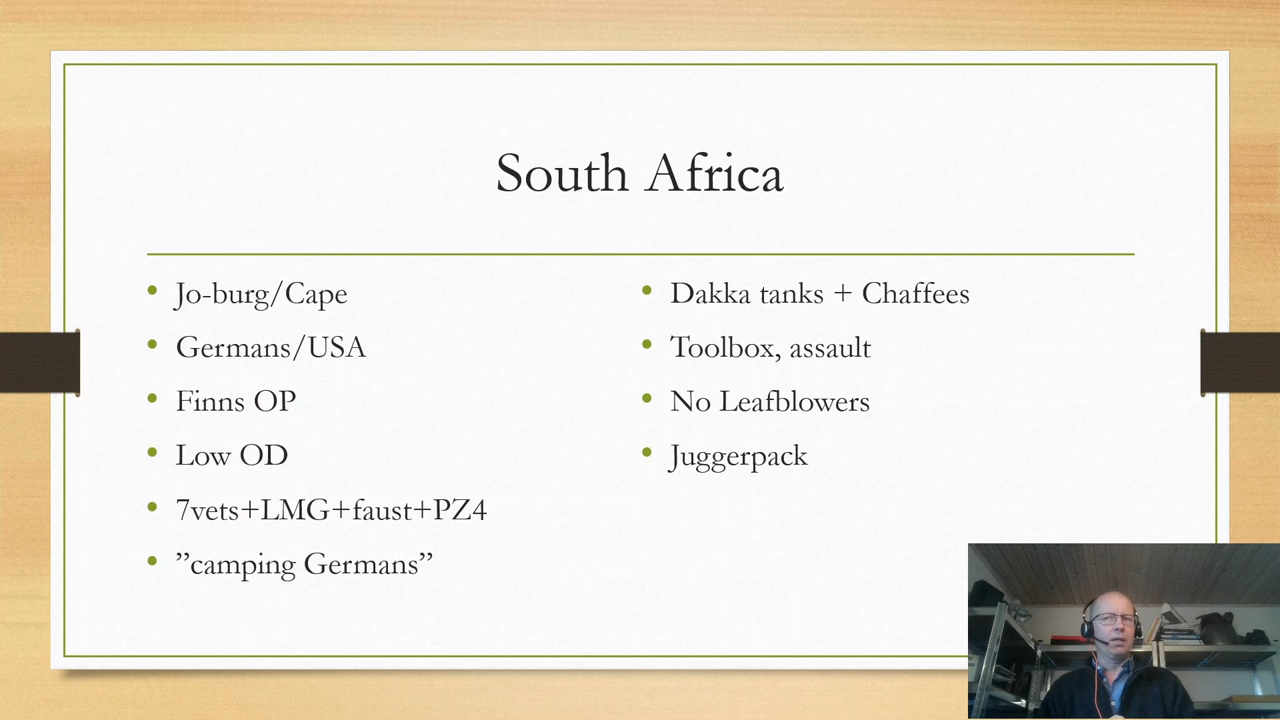 South Africa
Jo-burg/Cape
Germans/USA
Finns OP
Low OD
7vets+LMG+faust+PZ4
”camping Germans”
Dakka tanks + Chaffees
Toolbox, assault
No Leafblowers
Juggerpack